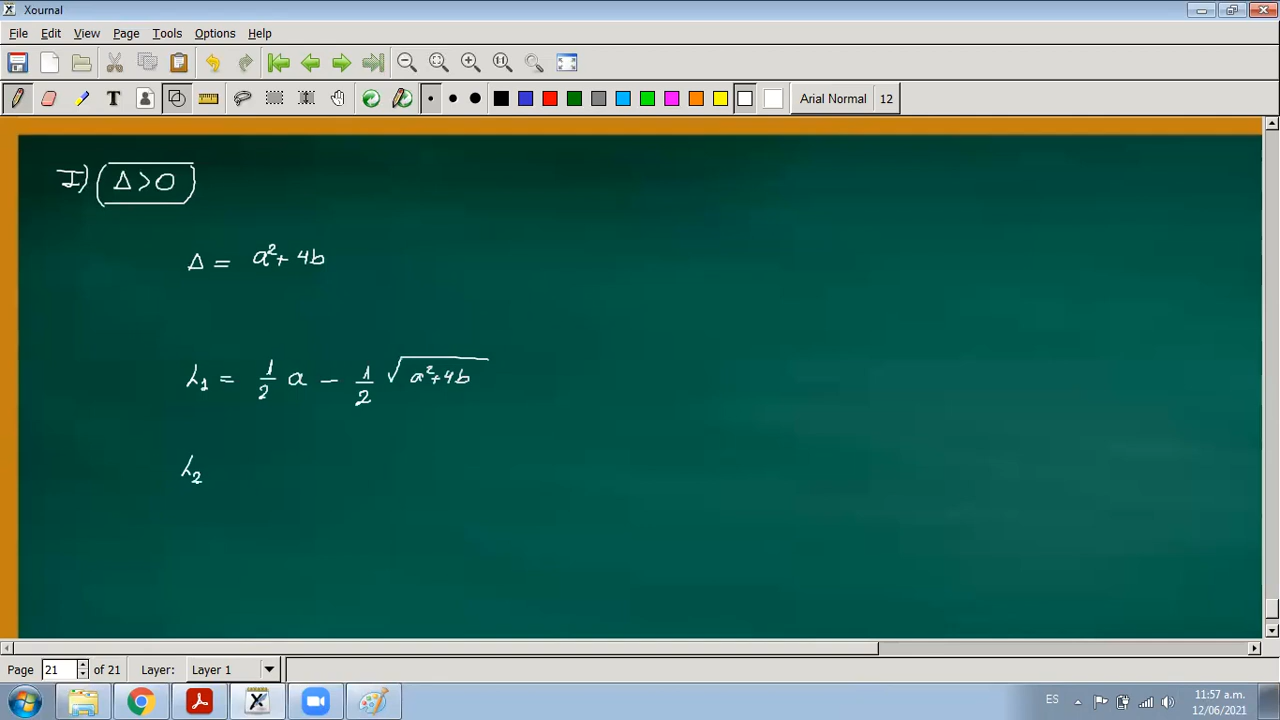 Xournal
File Edit View Page Tools Options Help
Arial Normal 12
I) Δ>0
Δ = a²+ 4b
λ₁ = 1/2 a - 1/2 √(a²+4b)
λ₂
Page 21 of 21 Layer: Layer 1
ES
11:57 a.m.
12/06/2021